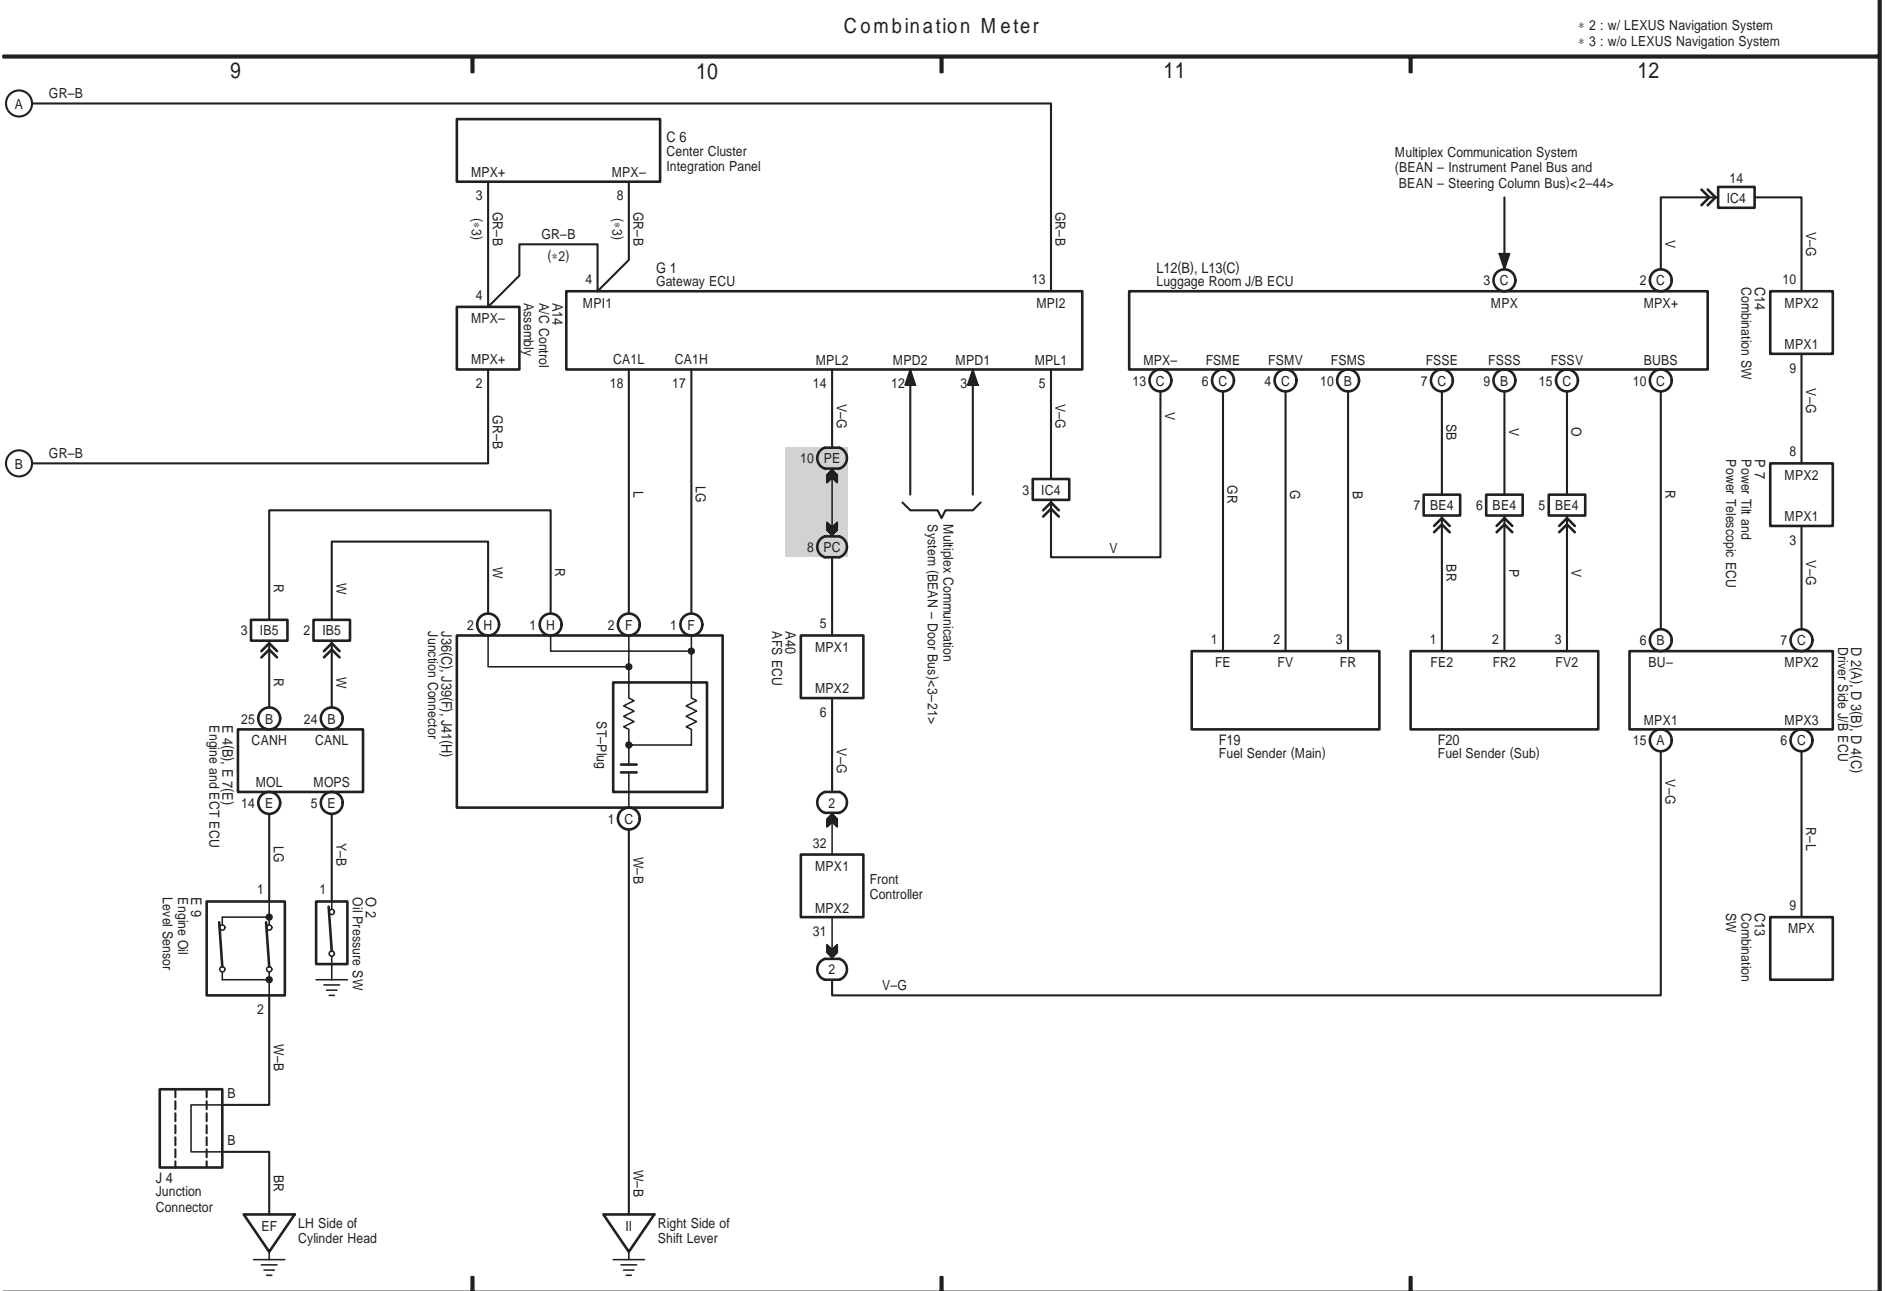 Combination Meter
* 2 : w/ LEXUS Navigation System
* 3 : w/o LEXUS Navigation System
9
10
11
12
A
GR–B
C 6
Center Cluster
Integration Panel
MPX+
MPX–
3
8
GR–B
(*3)
GR–B
(*3)
GR–B
(*2)
GR–B
Multiplex Communication System
(BEAN – Instrument Panel Bus and
BEAN – Steering Column Bus)<2–44>
14
IC4
V
V–G
4
4
G 1
Gateway ECU
13
MPI1
MPI2
A14
A/C Control
Assembly
MPX–
MPX+
2
GR–B
CA1L
CA1H
MPL2
MPD2
MPD1
MPL1
18
17
14
12
3
5
L12(B), L13(C)
Luggage Room J/B ECU
3
C
2
C
MPX
MPX+
MPX–
FSME
FSMV
FSMS
FSSE
FSSS
FSSV
BUBS
13
C
6
C
4
C
10
B
7
C
9
B
15
C
10
C
10
MPX2
MPX1
C14
Combination SW
9
V–G
B
GR–B
V–G
V–G
V
SB
V
O
10
PE
8
PC
L
LG
3
IC4
V
GR
G
B
R
7
BE4
6
BE4
5
BE4
BR
P
V
8
MPX2
MPX1
P 7
Power Tilt and
Power Telescopic ECU
3
V–G
Multiplex Communication
System (BEAN – Door Bus)<3–21>
R
W
W
R
3
IB5
2
IB5
R
W
2
H
1
H
2
F
1
F
J36(C), J39(F), J41(H)
Junction Connector
ST–Plug
1
C
5
MPX1
MPX2
A40
AFS ECU
6
V–G
1
2
3
FE
FV
FR
F19
Fuel Sender (Main)
1
2
3
FE2
FR2
FV2
F20
Fuel Sender (Sub)
6
B
7
C
BU–
MPX2
MPX1
MPX3
15
A
6
C
D 2(A), D 3(B), D 4(C)
Driver Side J/B ECU
25
B
24
B
CANH
CANL
MOL
MOPS
14
E
5
E
E 4(B), E 7(E)
Engine and ECT ECU
LG
Y–B
1
1
E 9
Engine Oil
Level Sensor
O 2
Oil Pressure SW
2
W–B
2
32
MPX1
MPX2
Front
Controller
31
2
V–G
V–G
R–L
9
MPX
C13
Combination
SW
W–B
B
B
J 4
Junction
Connector
BR
W–B
EF
LH Side of
Cylinder Head
II
Right Side of
Shift Lever